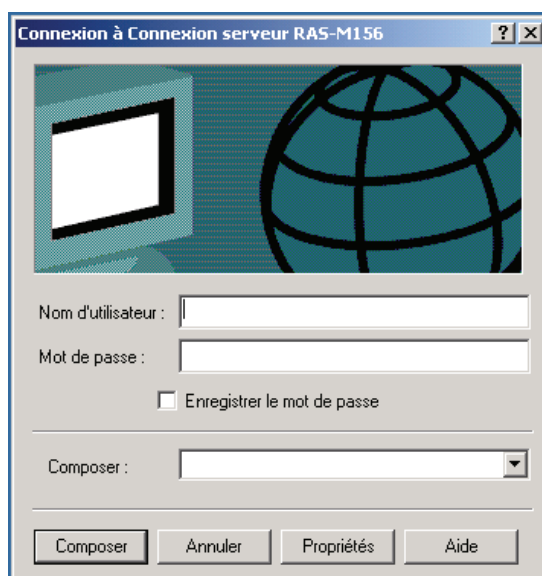 Connexion à Connexion serveur RAS-M156
Nom d'utilisateur :
Mot de passe :
Enregistrer le mot de passe
Composer :
Composer Annuler Propriétés Aide